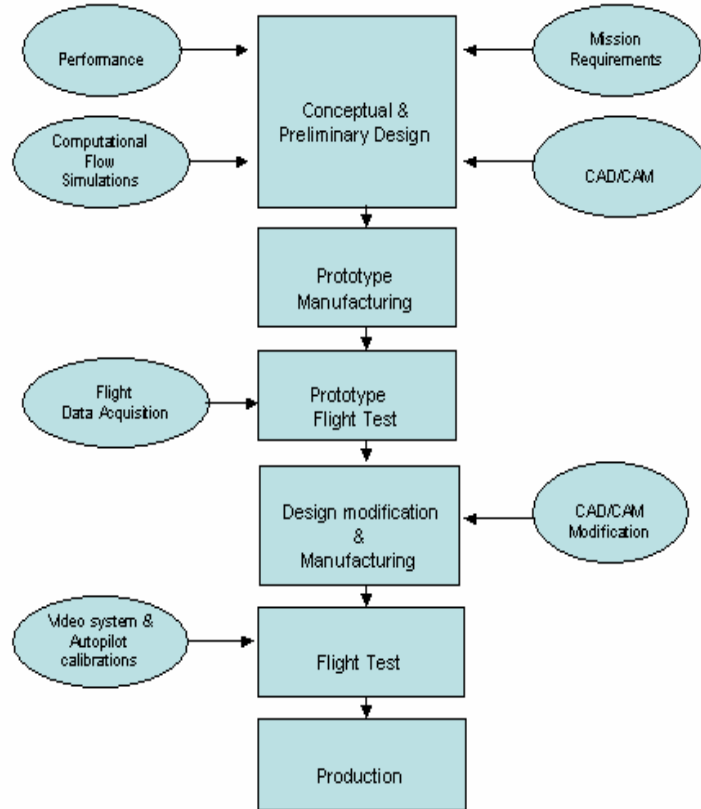 Performance
Mission
Requirements
Conceptual &
Preliminary Design
Computational
Flow
Simulations
CAD/CAM
Prototype
Manufacturing
Flight
Data Acquisition
Prototype
Flight Test
Design modification
&
Manufacturing
CAD/CAM
Modification
Video system &
Autopilot
calibrations
Flight Test
Production